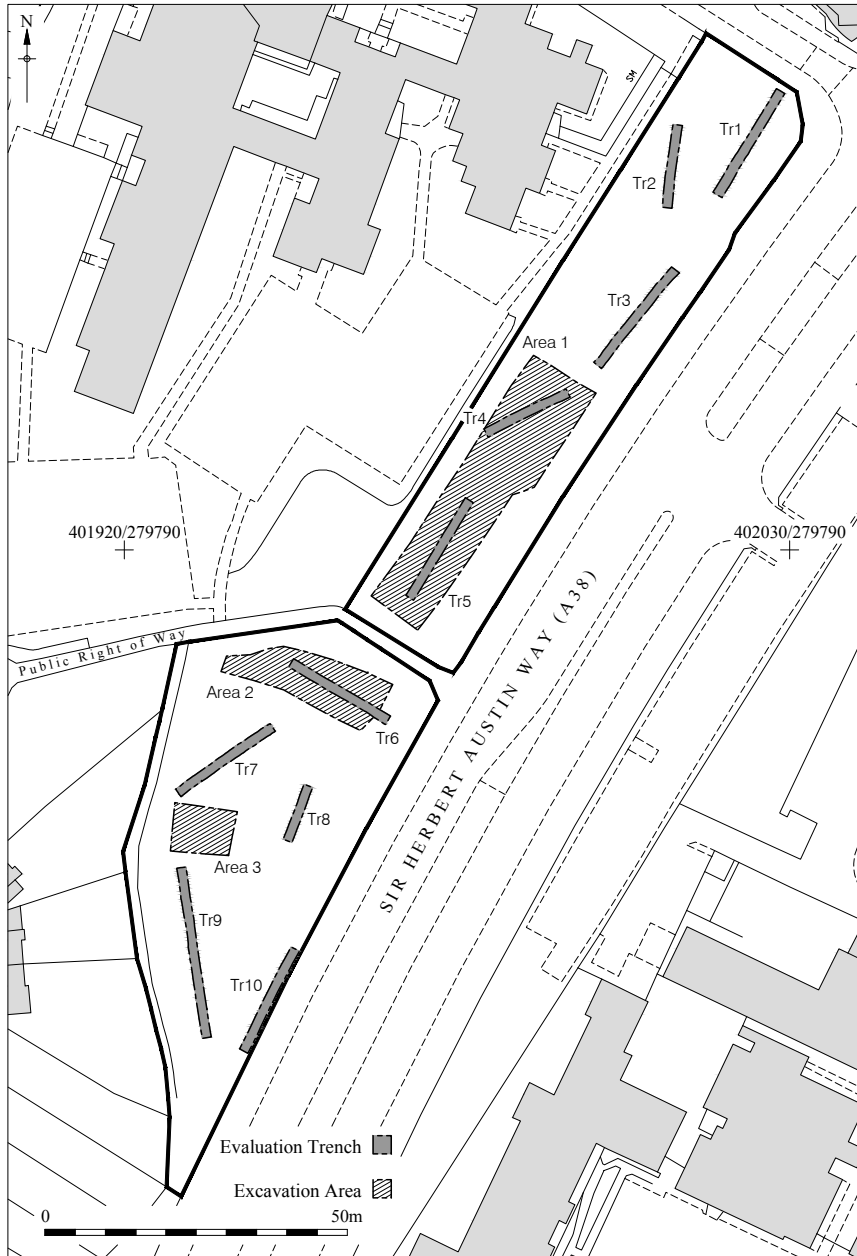 N
SM
Tr1
Tr2
Tr3
Area 1
Tr4
401920/279790
402030/279790
Tr5
SIR HERBERT AUSTIN WAY (A38)
Public Right of Way
Area 2
Tr6
Tr7
Tr8
Area 3
Tr9
Tr10
Evaluation Trench
Excavation Area
0 50m